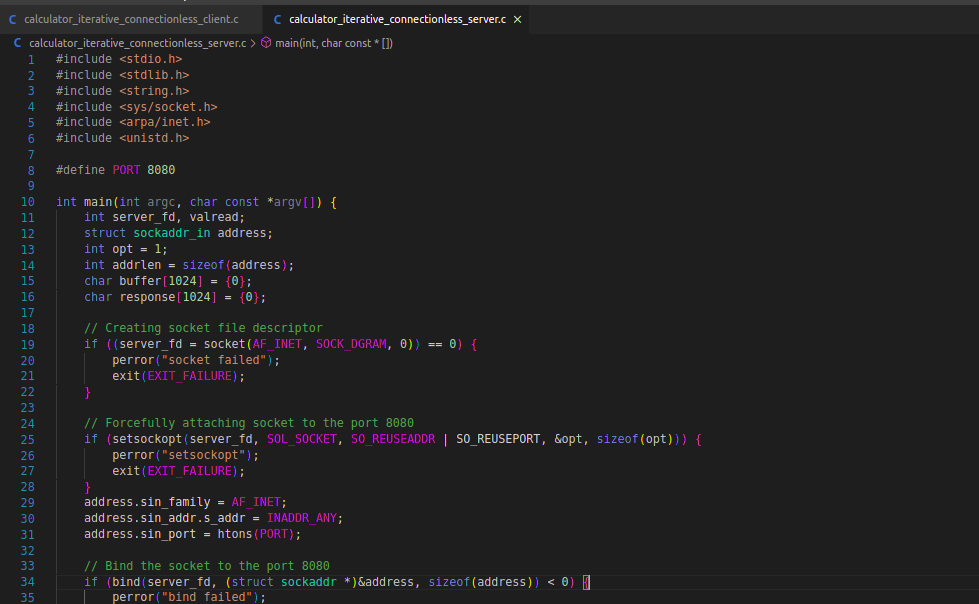 C calculator_iterative_connectionless_client.c C calculator_iterative_connectionless_server.c ×
C calculator_iterative_connectionless_server.c > main(int, char const * [])
1 #include <stdio.h>
2 #include <stdlib.h>
3 #include <string.h>
4 #include <sys/socket.h>
5 #include <arpa/inet.h>
6 #include <unistd.h>
7
8 #define PORT 8080
9
10 int main(int argc, char const *argv[]) {
11     int server_fd, valread;
12     struct sockaddr_in address;
13     int opt = 1;
14     int addrlen = sizeof(address);
15     char buffer[1024] = {0};
16     char response[1024] = {0};
17
18     // Creating socket file descriptor
19     if ((server_fd = socket(AF_INET, SOCK_DGRAM, 0)) == 0) {
20         perror("socket failed");
21         exit(EXIT_FAILURE);
22     }
23
24     // Forcefully attaching socket to the port 8080
25     if (setsockopt(server_fd, SOL_SOCKET, SO_REUSEADDR | SO_REUSEPORT, &opt, sizeof(opt))) {
26         perror("setsockopt");
27         exit(EXIT_FAILURE);
28     }
29     address.sin_family = AF_INET;
30     address.sin_addr.s_addr = INADDR_ANY;
31     address.sin_port = htons(PORT);
32
33     // Bind the socket to the port 8080
34     if (bind(server_fd, (struct sockaddr *)&address, sizeof(address)) < 0) {
35         perror("bind failed");